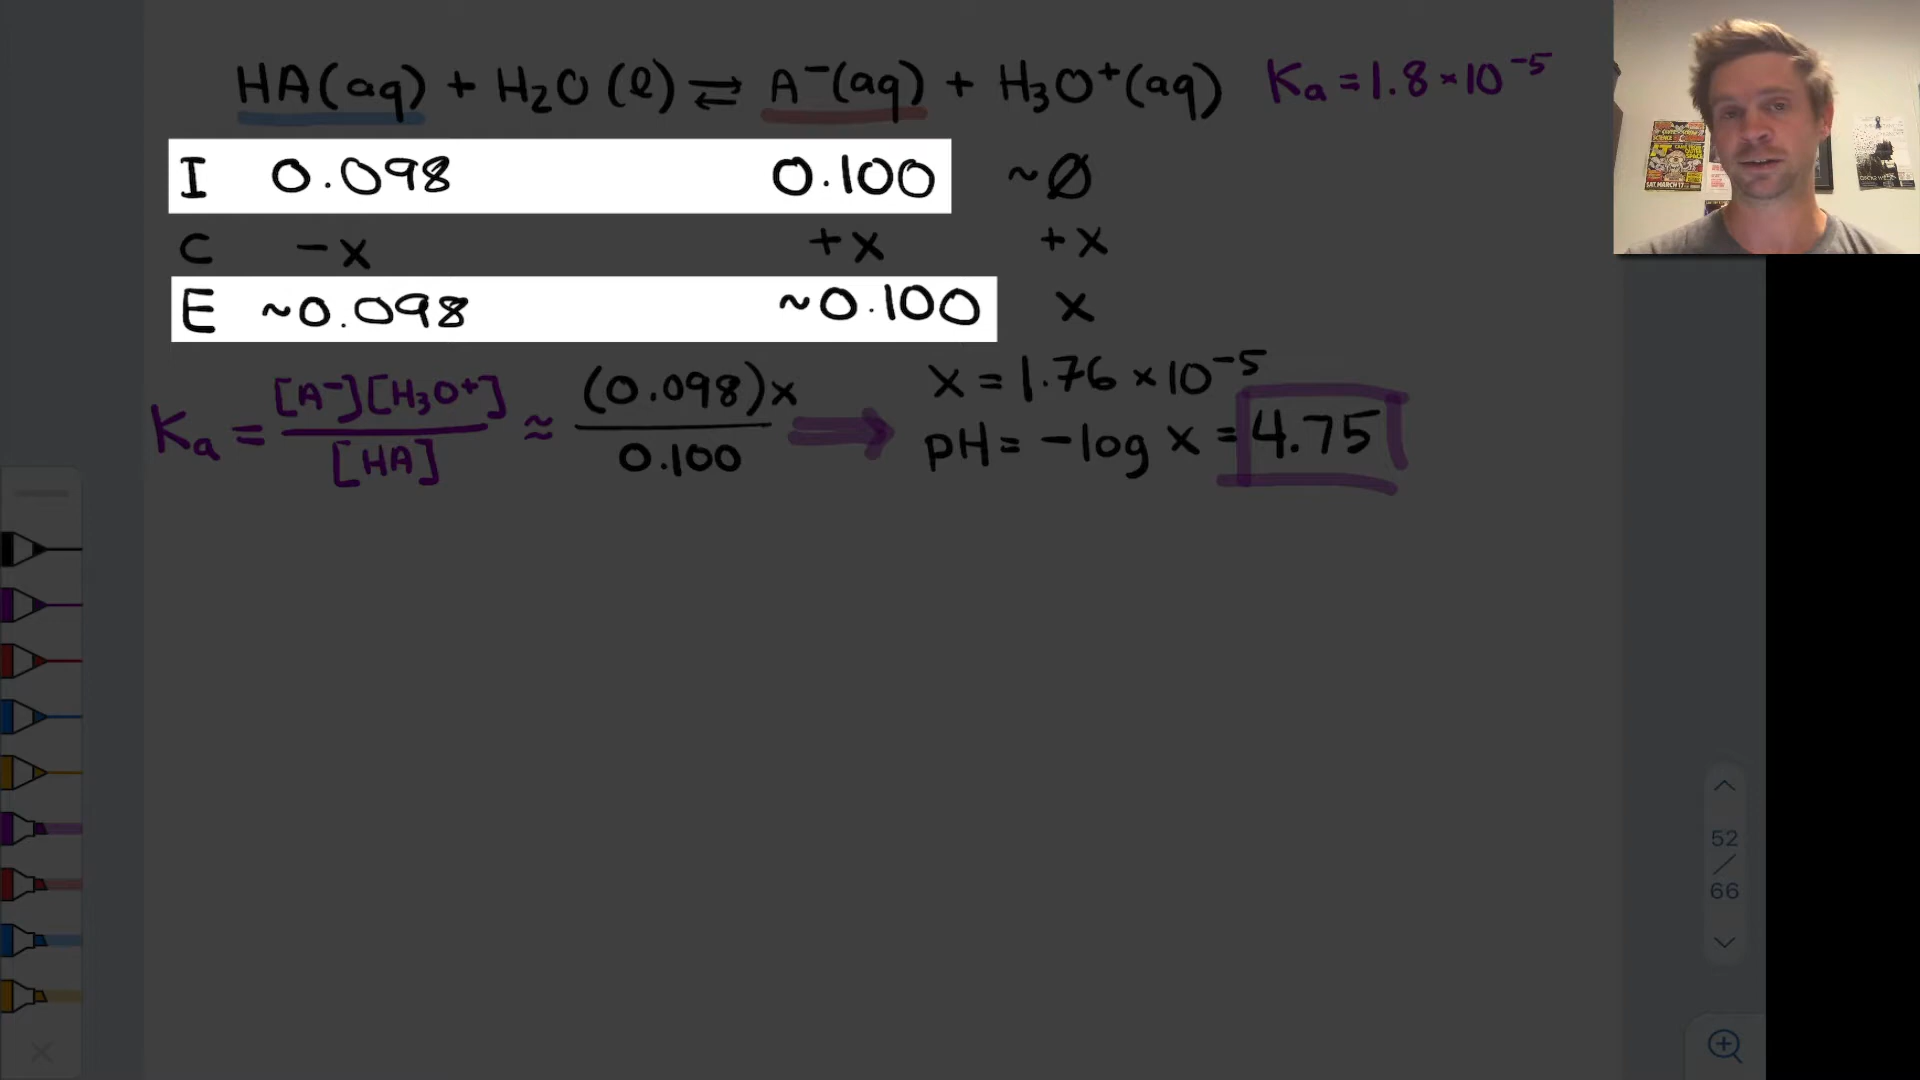 HA(aq) + H₂O (l) ⇌ A⁻(aq) + H₃O⁺(aq) Ka = 1.8 × 10⁻⁵
I 0.098 0.100 ~Ø
C -x +x +x
E ~0.098 ~0.100 x
Ka = [A⁻][H₃O⁺] / [HA] ≈ (0.098)x / 0.100 ⇒ x = 1.76 × 10⁻⁵
pH = -log x = 4.75
52
/
66